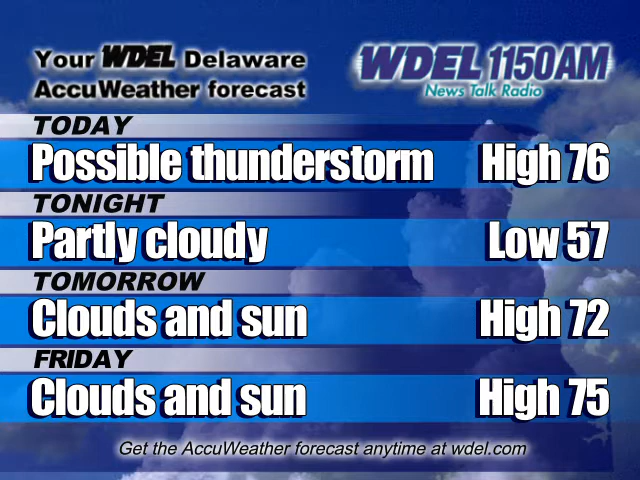 Your WDEL Delaware
AccuWeather forecast
WDEL 1150AM
News Talk Radio
TODAY
Possible thunderstorm High 76
TONIGHT
Partly cloudy Low 57
TOMORROW
Clouds and sun High 72
FRIDAY
Clouds and sun High 75
Get the AccuWeather forecast anytime at wdel.com